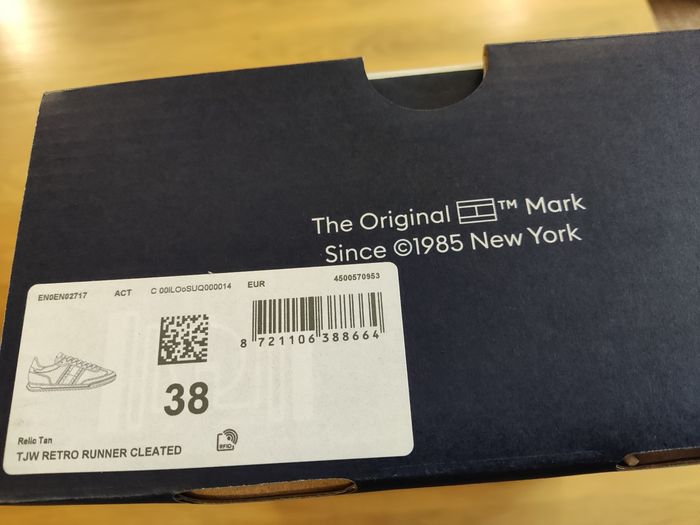 The Original ™ Mark
Since ©1985 New York
EN0EN02717 ACT C 00ILOoSUQ000014 EUR 4500570953
8 721106 388664
38
Relic Tan
RFID
TJW RETRO RUNNER CLEATED